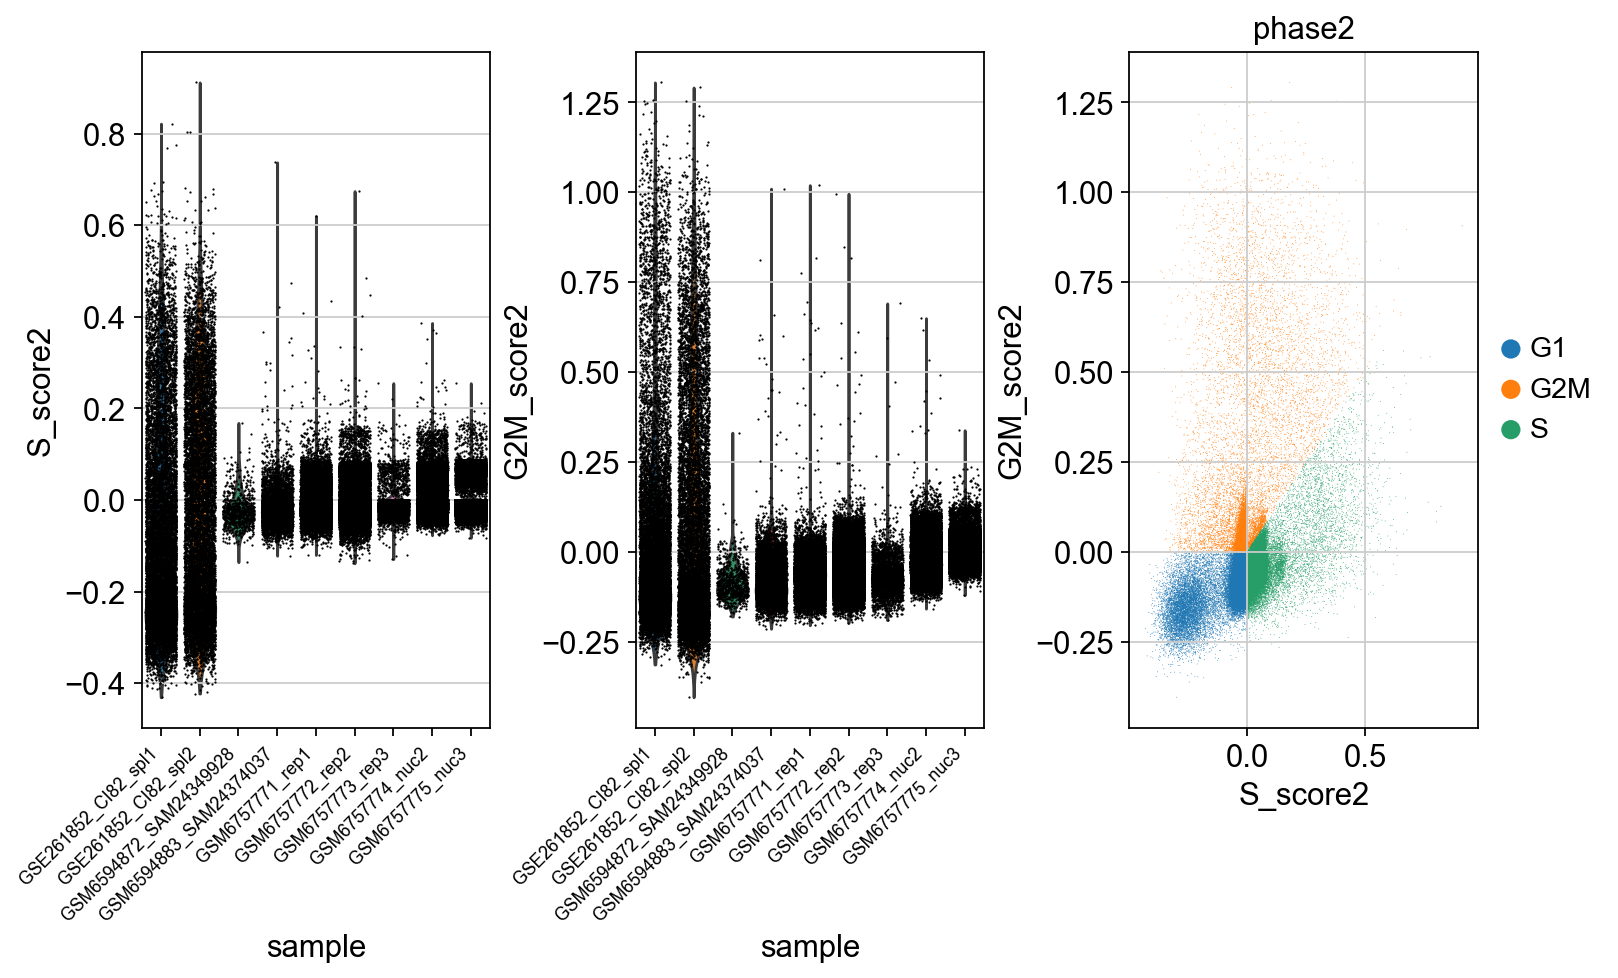 phase2
S_score2
0.8
0.6
0.4
0.2
0.0
−0.2
−0.4
GSE261852_CI82_spl1
GSE261852_CI82_spl2
GSM6594872_SAM24349928
GSM6594883_SAM24374037
GSM6757771_rep1
GSM6757772_rep2
GSM6757773_rep3
GSM6757774_nuc2
GSM6757775_nuc3
sample
G2M_score2
1.25
1.00
0.75
0.50
0.25
0.00
−0.25
GSE261852_CI82_spl1
GSE261852_CI82_spl2
GSM6594872_SAM24349928
GSM6594883_SAM24374037
GSM6757771_rep1
GSM6757772_rep2
GSM6757773_rep3
GSM6757774_nuc2
GSM6757775_nuc3
sample
G2M_score2
1.25
1.00
0.75
0.50
0.25
0.00
−0.25
0.0 0.5
S_score2
G1
G2M
S